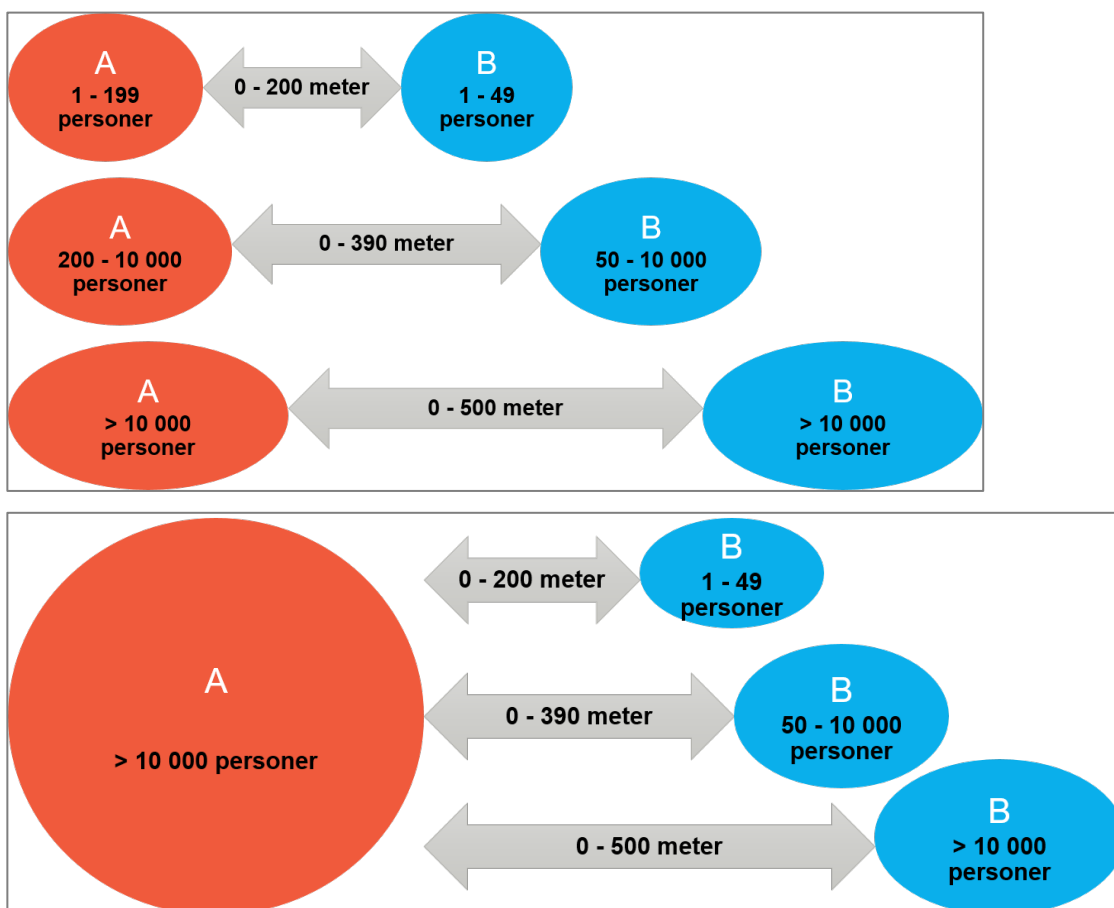 A
1 - 199
personer
0 - 200 meter
B
1 - 49
personer
A
200 - 10 000
personer
0 - 390 meter
B
50 - 10 000
personer
A
> 10 000
personer
0 - 500 meter
B
> 10 000
personer
A
> 10 000 personer
0 - 200 meter
B
1 - 49
personer
0 - 390 meter
B
50 - 10 000
personer
0 - 500 meter
B
> 10 000
personer